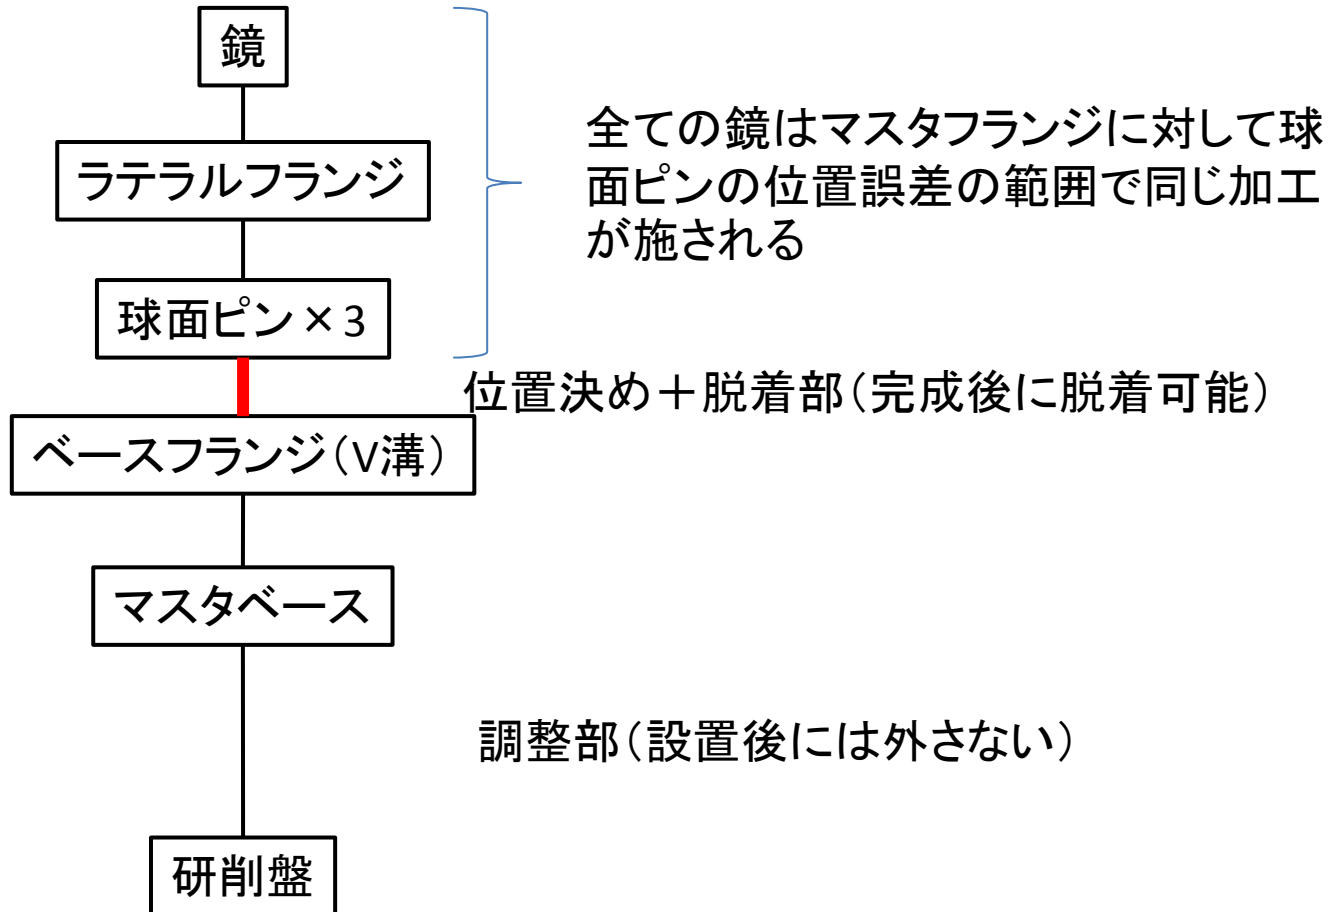 鏡
ラテラルフランジ
球面ピン×3
ベースフランジ（V溝）
マスタベース
研削盤
全ての鏡はマスタフランジに対して球
面ピンの位置誤差の範囲で同じ加工
が施される
位置決め＋脱着部（完成後に脱着可能）
調整部（設置後には外さない）